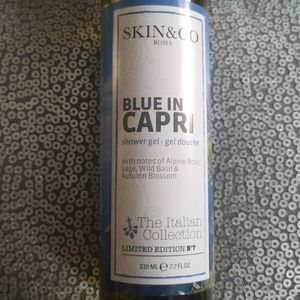 SKIN&CO
ROMA
BLUE IN
CAPRI
shower gel - gel douche
with notes of Alpine Rose,
Sage, Wild Basil &
Autumn Blossom
The Italian
Collection
LIMITED EDITION N°7
230 ML e 7.7 FL.OZ